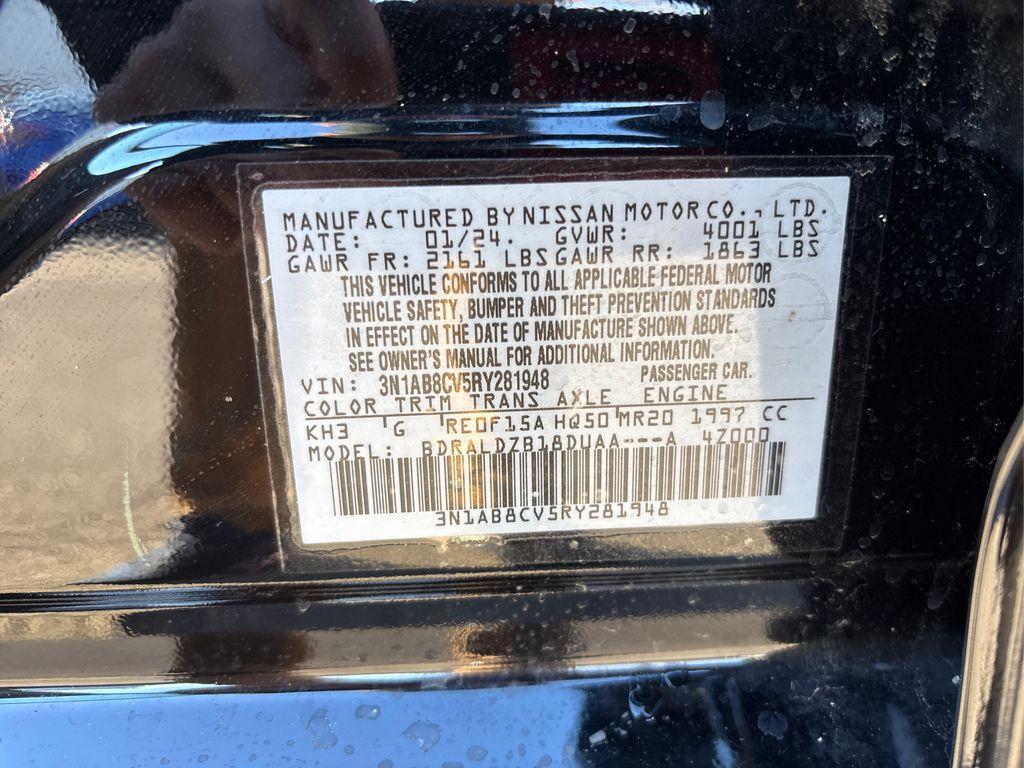 MANUFACTURED BY NISSAN MOTOR CO., LTD.
DATE: 01/24. GVWR: 4001 LBS
GAWR FR: 2161 LBS GAWR RR: 1863 LBS
THIS VEHICLE CONFORMS TO ALL APPLICABLE FEDERAL MOTOR
VEHICLE SAFETY, BUMPER AND THEFT PREVENTION STANDARDS
IN EFFECT ON THE DATE OF MANUFACTURE SHOWN ABOVE.
SEE OWNER'S MANUAL FOR ADDITIONAL INFORMATION.
VIN: 3N1AB8CV5RY281948 PASSENGER CAR.
COLOR TRIM TRANS AXLE ENGINE
KH3 G RE0F15A HQ50 MR20 1997 CC
MODEL: BDRALDZB18DUAA---A 4Z000
3N1AB8CV5RY281948